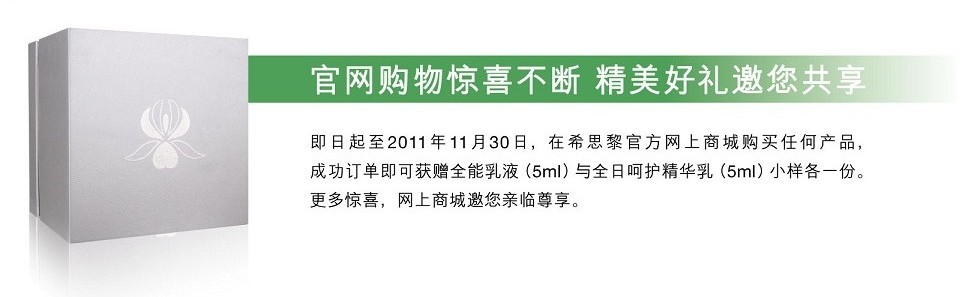 官网购物惊喜不断 精美好礼邀您共享
即日起至2011年11月30日，在希思黎官方网上商城购买任何产品，
成功订单即可获赠全能乳液（5ml）与全日呵护精华乳（5ml）小样各一份。
更多惊喜，网上商城邀您亲临尊享。